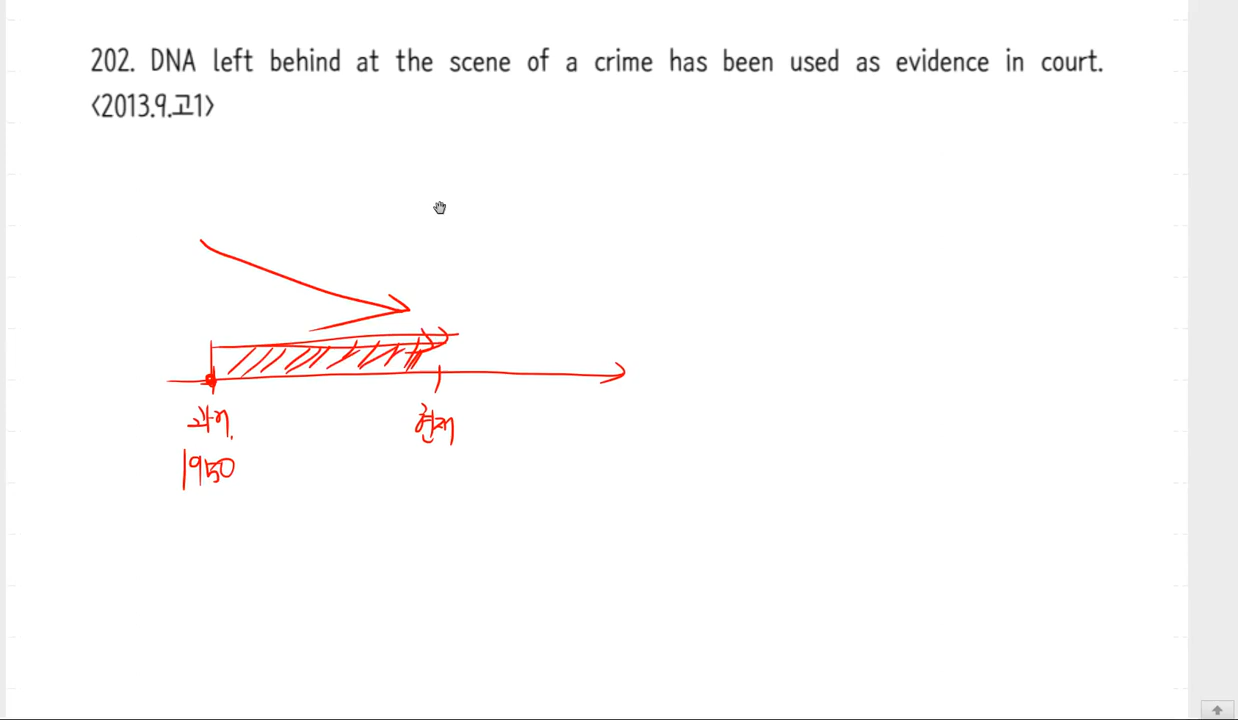 202. DNA left behind at the scene of a crime has been used as evidence in court.
<2013.9.고1>
과거 현재
1950